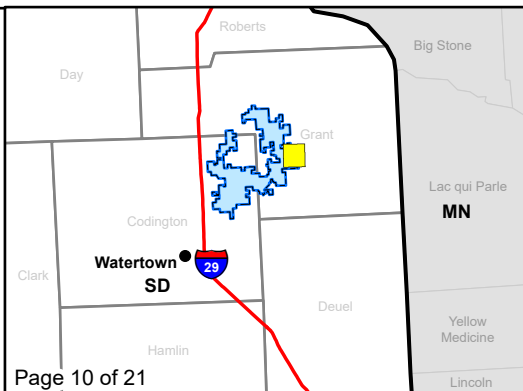 Roberts
Big Stone
Day
Grant
Lac qui Parle
MN
Codington
Watertown
29
SD
Clark
Deuel
Yellow
Medicine
Hamlin
Page 10 of 21
Lincoln